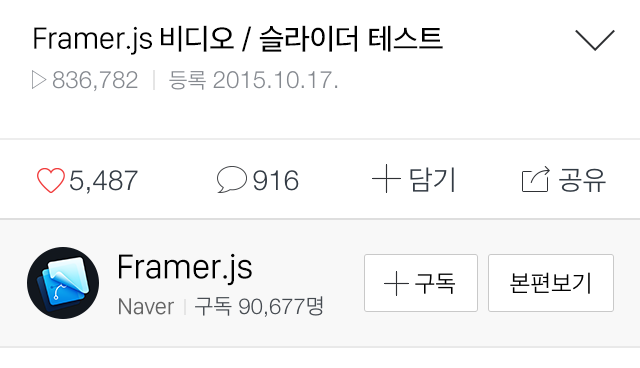 Framer.js 비디오 / 슬라이더 테스트
836,782 | 등록 2015.10.17.
5,487 916 담기 공유
Framer.js
Naver | 구독 90,677명
구독 본편보기